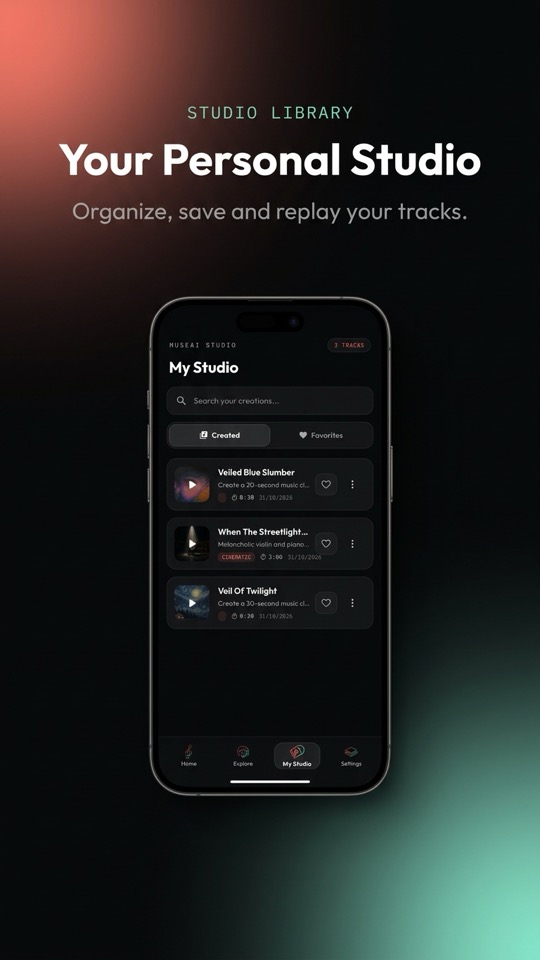 STUDIO LIBRARY
Your Personal Studio
Organize, save and replay your tracks.
MUSEAI STUDIO
3 TRACKS
My Studio
Search your creations...
Created
Favorites
Veiled Blue Slumber
Create a 20-second music cl...
0:30 31/10/2026
When The Streetlight...
Melancholic violin and piano...
CINEMATIC 3:00 31/10/2026
Veil Of Twilight
Create a 30-second music cl...
0:20 31/10/2026
Home
Explore
My Studio
Settings